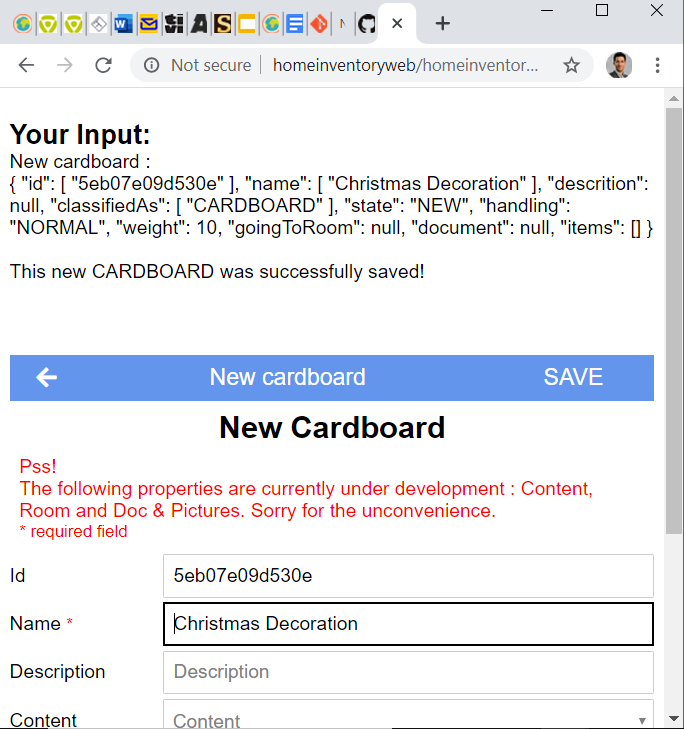 Not secure | homeinventoryweb/homeinventor...
Your Input:
New cardboard :
{ "id": [ "5eb07e09d530e" ], "name": [ "Christmas Decoration" ], "descrition":
null, "classifiedAs": [ "CARDBOARD" ], "state": "NEW", "handling":
"NORMAL", "weight": 10, "goingToRoom": null, "document": null, "items": [] }
This new CARDBOARD was successfully saved!
New cardboard SAVE
New Cardboard
Pss!
The following properties are currently under development : Content,
Room and Doc & Pictures. Sorry for the unconvenience.
* required field
Id 5eb07e09d530e
Name * Christmas Decoration
Description Description
Content Content